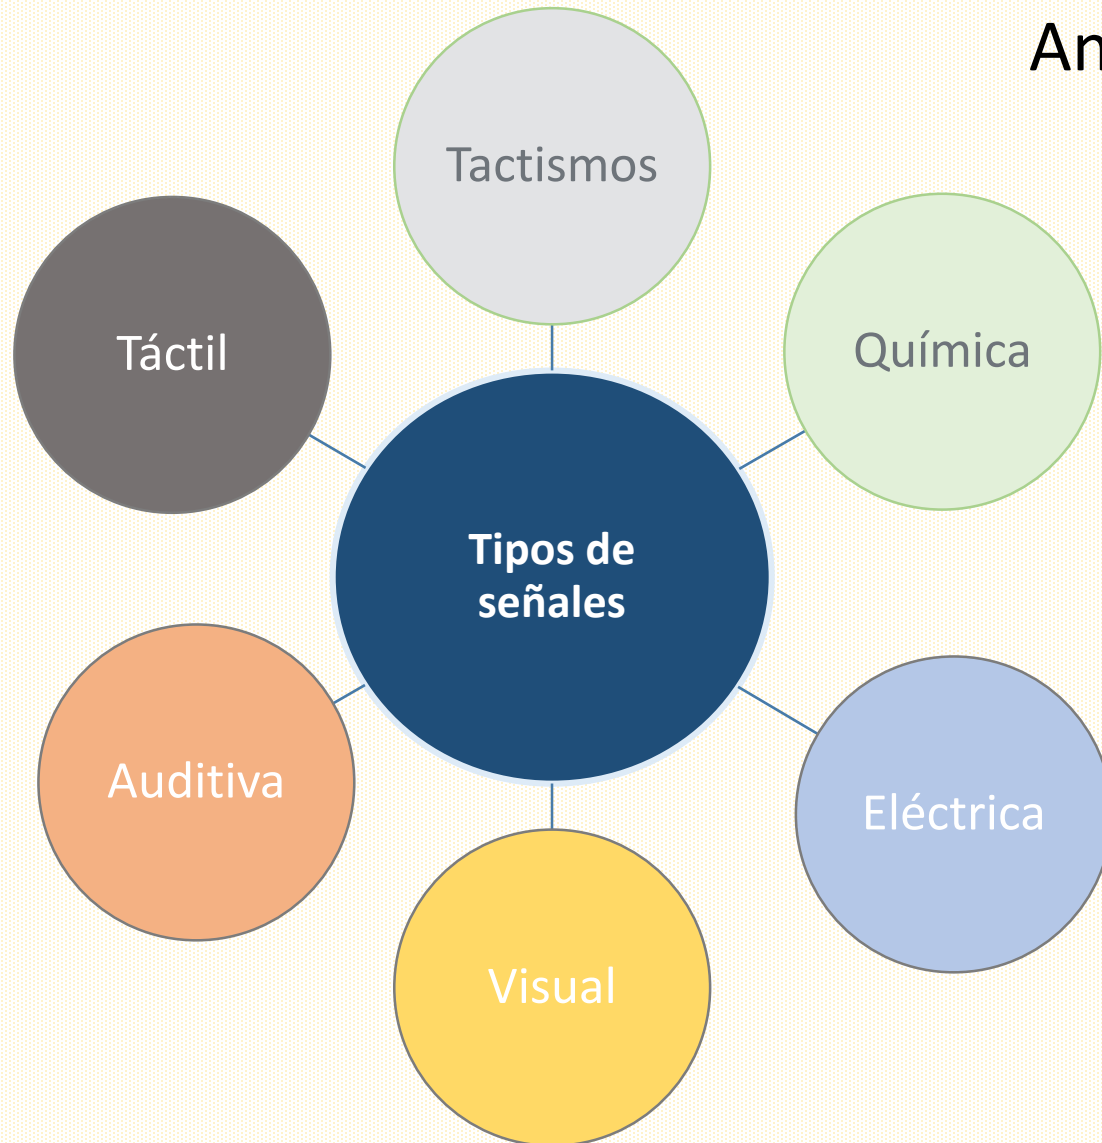 An
Tactismos
Táctil
Química
Tipos de
señales
Auditiva
Eléctrica
Visual